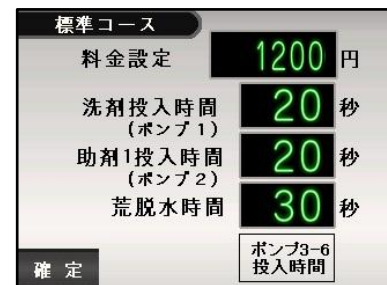 標準コース
料金設定 1200 円
洗剤投入時間 20 秒
(ポンプ1)
助剤1投入時間 20 秒
(ポンプ2)
荒脱水時間 30 秒
ポンプ3-6
投入時間
確定